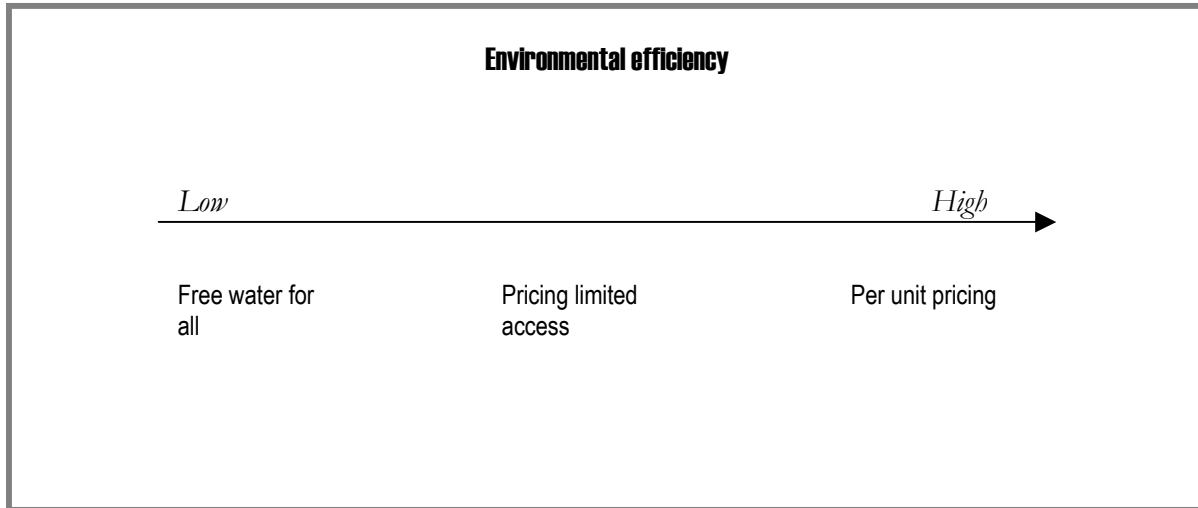 Environmental efficiency
Low
High
Free water for
all
Pricing limited
access
Per unit pricing